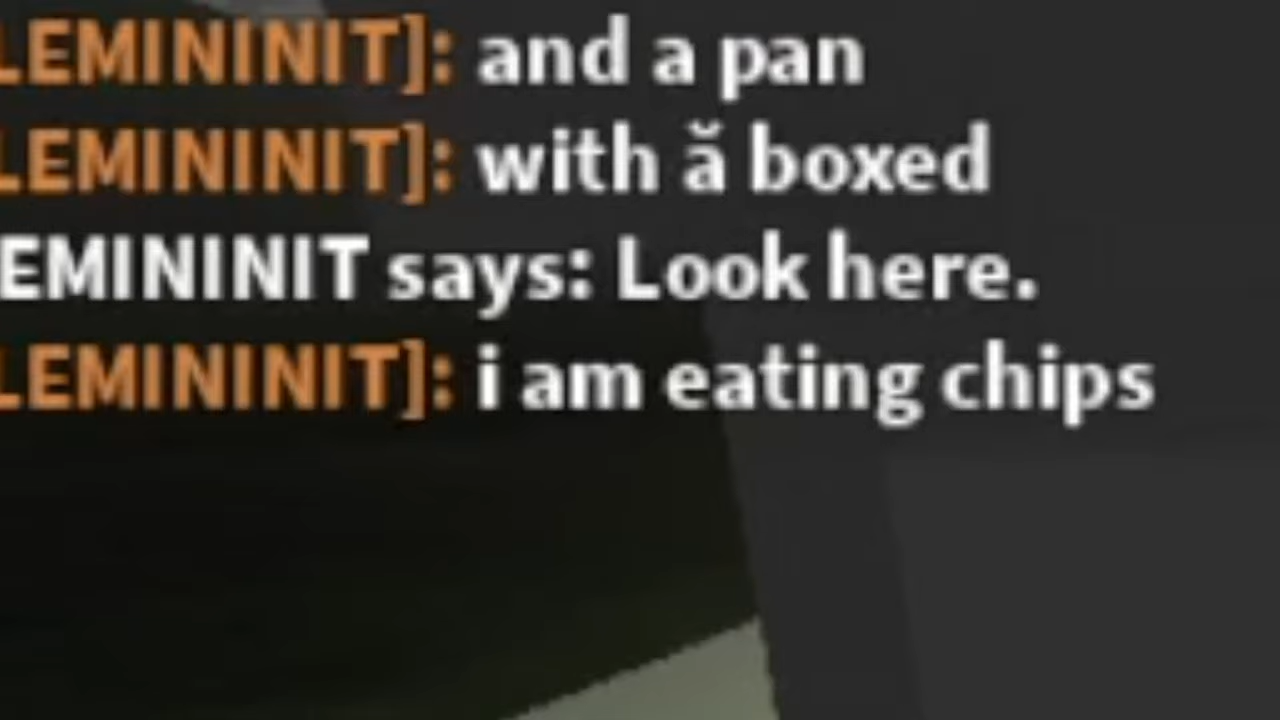 LEMININIT]: and a pan
LEMININIT]: with ă boxed
EMININIT says: Look here.
LEMININIT]: i am eating chips